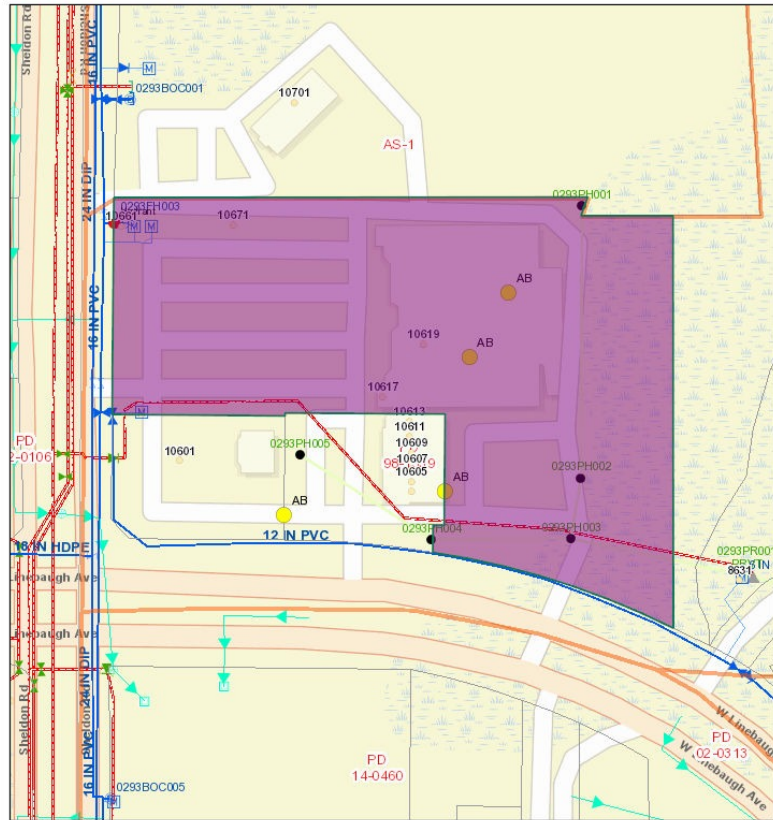 Sheldon Rd
16 IN PVC
0293BOC001
10701
AS-1
24 IN DIP
0293FH003
10661
10671
0293PH001
AB
16 IN PVC
10619
AB
10617
10613
10611
10609
10607
10605
PD
0293PH005
10601
0293PH002
AB
12 IN PVC
0293PH004
0293PH003
16 IN HDPE
8631
Linebaugh Ave
Linebaugh Ave
24 IN DIP
Sheldon Rd
16 IN PVC
0293BOC005
PD
14-0460
W Linebaugh Ave
PD
02-0313
W Linebaugh Ave